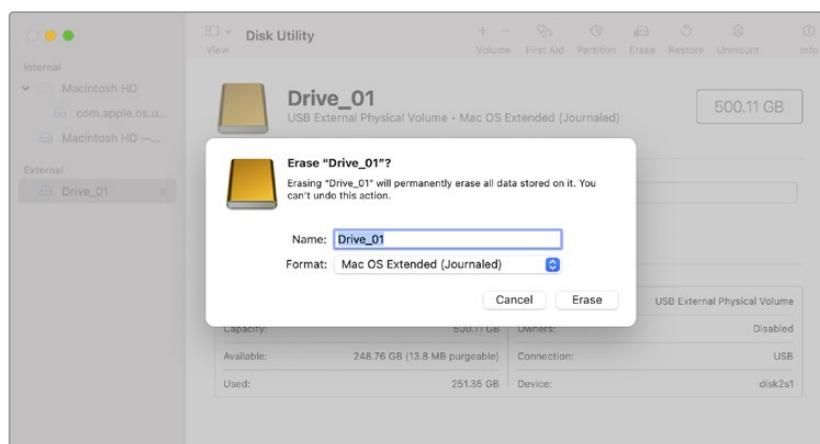 Disk Utility
View
Volume First Aid Partition Erase Restore Unmount Info
Internal
Macintosh HD
com.apple.os.u...
Macintosh HD —...
External
Drive_01
Drive_01
USB External Physical Volume • Mac OS Extended (Journaled)
500.11 GB
Erase “Drive_01”?
Erasing “Drive_01” will permanently erase all data stored on it. You
can’t undo this action.
Name: Drive_01
Format: Mac OS Extended (Journaled)
Cancel Erase
USB External Physical Volume
Capacity: 500.11 GB Owners: Disabled
Available: 248.76 GB (13.8 MB purgeable) Connection: USB
Used: 251.35 GB Device: disk2s1